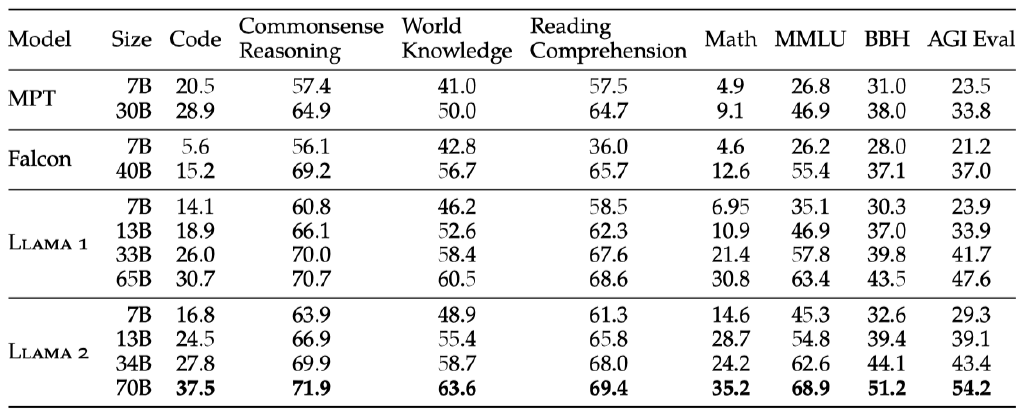 Model Size Code Commonsense Reasoning World Knowledge Reading Comprehension Math MMLU BBH AGI Eval
MPT 7B 20.5 57.4 41.0 57.5 4.9 26.8 31.0 23.5
30B 28.9 64.9 50.0 64.7 9.1 46.9 38.0 33.8
Falcon 7B 5.6 56.1 42.8 36.0 4.6 26.2 28.0 21.2
40B 15.2 69.2 56.7 65.7 12.6 55.4 37.1 37.0
LLAMA 1 7B 14.1 60.8 46.2 58.5 6.95 35.1 30.3 23.9
13B 18.9 66.1 52.6 62.3 10.9 46.9 37.0 33.9
33B 26.0 70.0 58.4 67.6 21.4 57.8 39.8 41.7
65B 30.7 70.7 60.5 68.6 30.8 63.4 43.5 47.6
LLAMA 2 7B 16.8 63.9 48.9 61.3 14.6 45.3 32.6 29.3
13B 24.5 66.9 55.4 65.8 28.7 54.8 39.4 39.1
34B 27.8 69.9 58.7 68.0 24.2 62.6 44.1 43.4
70B 37.5 71.9 63.6 69.4 35.2 68.9 51.2 54.2